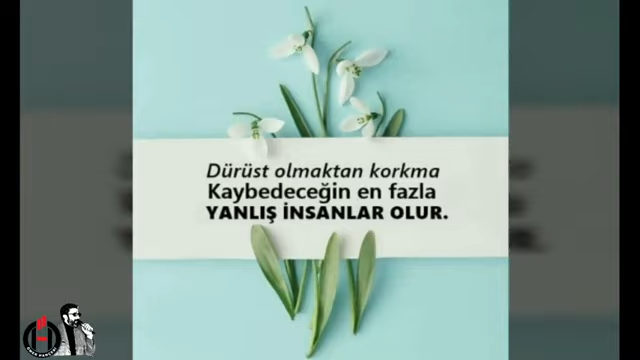 Dürüst olmaktan korkma
Kaybedeceğin en fazla
YANLIŞ İNSANLAR OLUR.